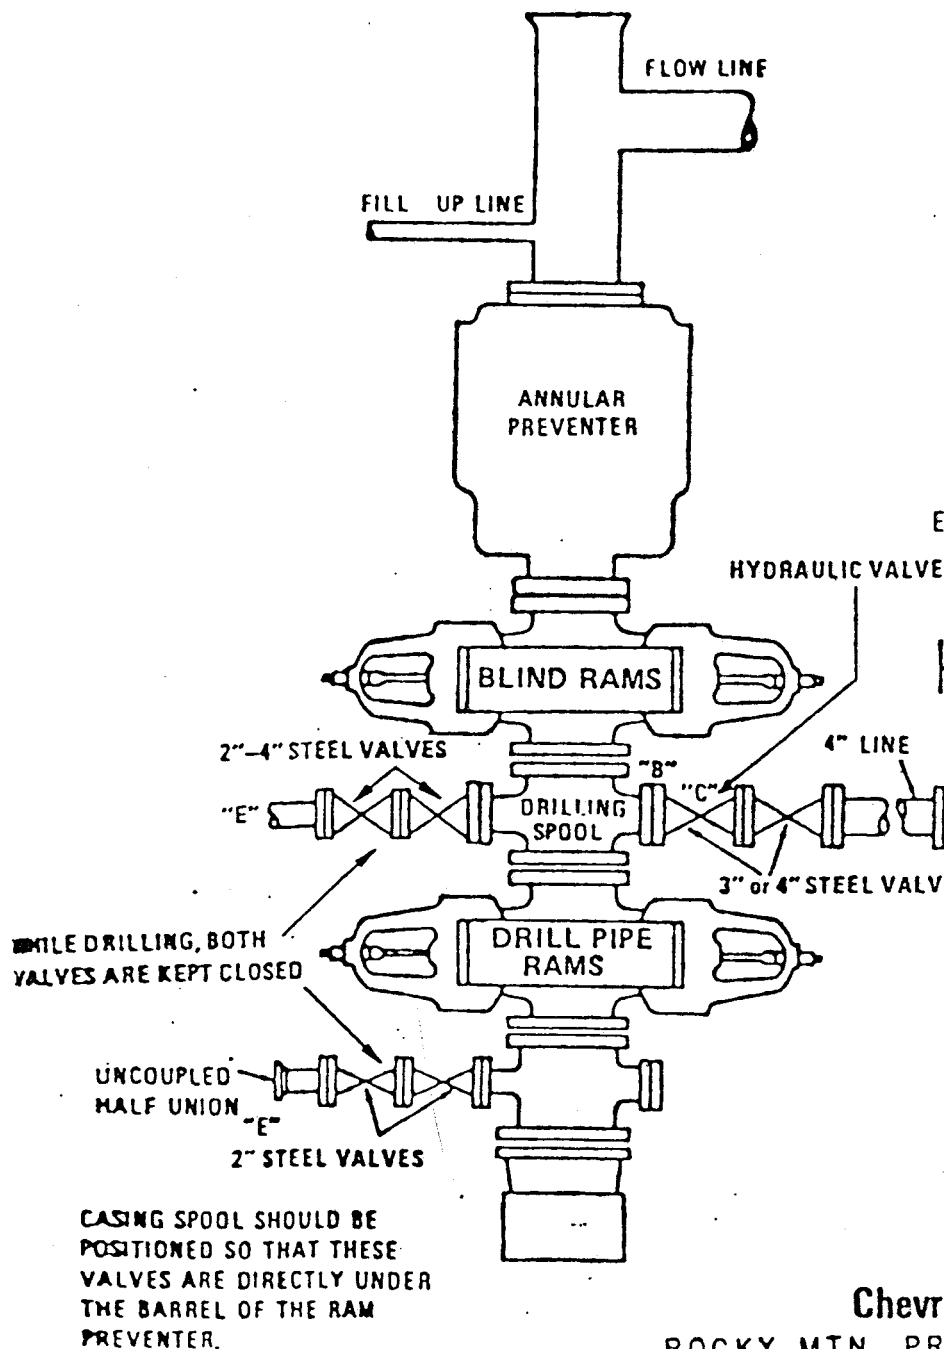 FLOW LINE
FILL UP LINE
ANNULAR
PREVENTER
E
HYDRAULIC VALVE
BLIND RAMS
2"-4" STEEL VALVES
"B"
4" LINE
"E"
"C"
DRILLING
SPOOL
3" or 4" STEEL VALV
WHILE DRILLING, BOTH
VALVES ARE KEPT CLOSED
DRILL PIPE
RAMS
UNCOUPLED
HALF UNION
"E"
2" STEEL VALVES
CASING SPOOL SHOULD BE
POSITIONED SO THAT THESE
VALVES ARE DIRECTLY UNDER
THE BARREL OF THE RAM
PREVENTER.
Chevr
ROCKY MTN. PR